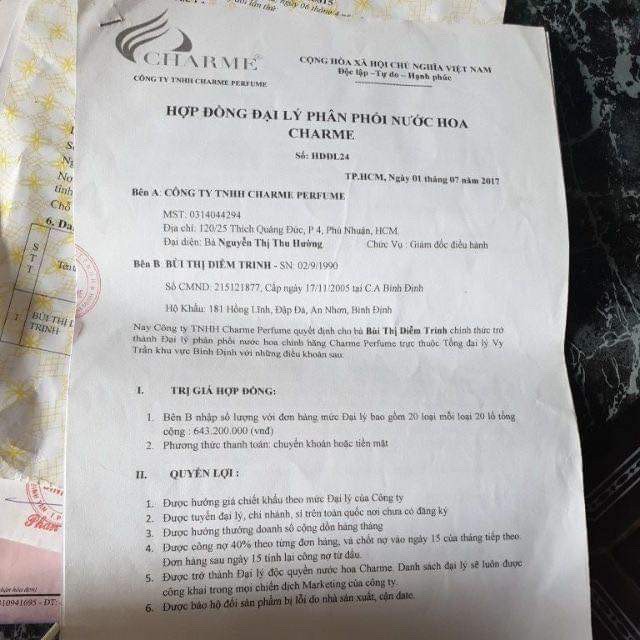 CHARME
CÔNG TY TNHH CHARME PERFUME
CỘNG HÒA XÃ HỘI CHỦ NGHĨA VIỆT NAM
Độc lập -Tự do – Hạnh phúc
HỢP ĐỒNG ĐẠI LÝ PHÂN PHỐI NƯỚC HOA
CHARME
Số: HDDL24
TP.HCM, Ngày 01 tháng 07 năm 2017
Bên A: CÔNG TY TNHH CHARME PERFUME
MST: 0314044294
Địa chỉ: 120/25 Thích Quảng Đức, P 4, Phú Nhuận, HCM.
Đại diện: Bà Nguyễn Thị Thu Hường Chức Vụ : Giám đốc điều hành
Bên B: BÙI THỊ DIỄM TRINH - SN: 02/9/1990
Số CMND: 215121877, Cấp ngày 17/11/2005 tại C.A Bình Định
Hộ Khẩu: 181 Hồng Lĩnh, Đập Đá, An Nhơn, Bình Định
Nay Công ty TNHH Charme Perfume quyết định cho bà Bùi Thị Diễm Trinh chính thức trở
thành Đại lý phân phối nước hoa chính hãng Charme Perfume trực thuộc Tổng đại lý Vy
Trần khu vực Bình Định với những điều khoản sau:
I. TRỊ GIÁ HỢP ĐỒNG:
1. Bên B nhập số lượng với đơn hàng mức Đại lý bao gồm 20 loại mỗi loại 20 lô tổng
cộng : 643.200.000 (vnđ)
2. Phương thức thanh toán: chuyển khoản hoặc tiền mặt
II. QUYỀN LỢI :
1. Được hưởng giá chiết khấu theo mức Đại lý của Công ty
2. Được tuyển đại lý, chi nhánh, sỉ trên toàn quốc nơi chưa có đăng ký
3. Được hưởng thưởng doanh số cộng dồn hàng tháng
4. Được công nợ 40% theo từng đơn hàng, và chốt nợ vào ngày 15 của tháng tiếp theo.
Đơn hàng sau ngày 15 tính lại công nợ từ đầu.
5. Được trở thành Đại lý độc quyền nước hoa Charme. Danh sách đại lý sẽ luôn được
công khai trong mọi chiến dịch Marketing của công ty.
6. Được bảo hộ đổi sản phẩm bị lỗi do nhà sản xuất, cận date.
6. Da
S
T
T
Tên
1 BÙI THỊ
TRINH